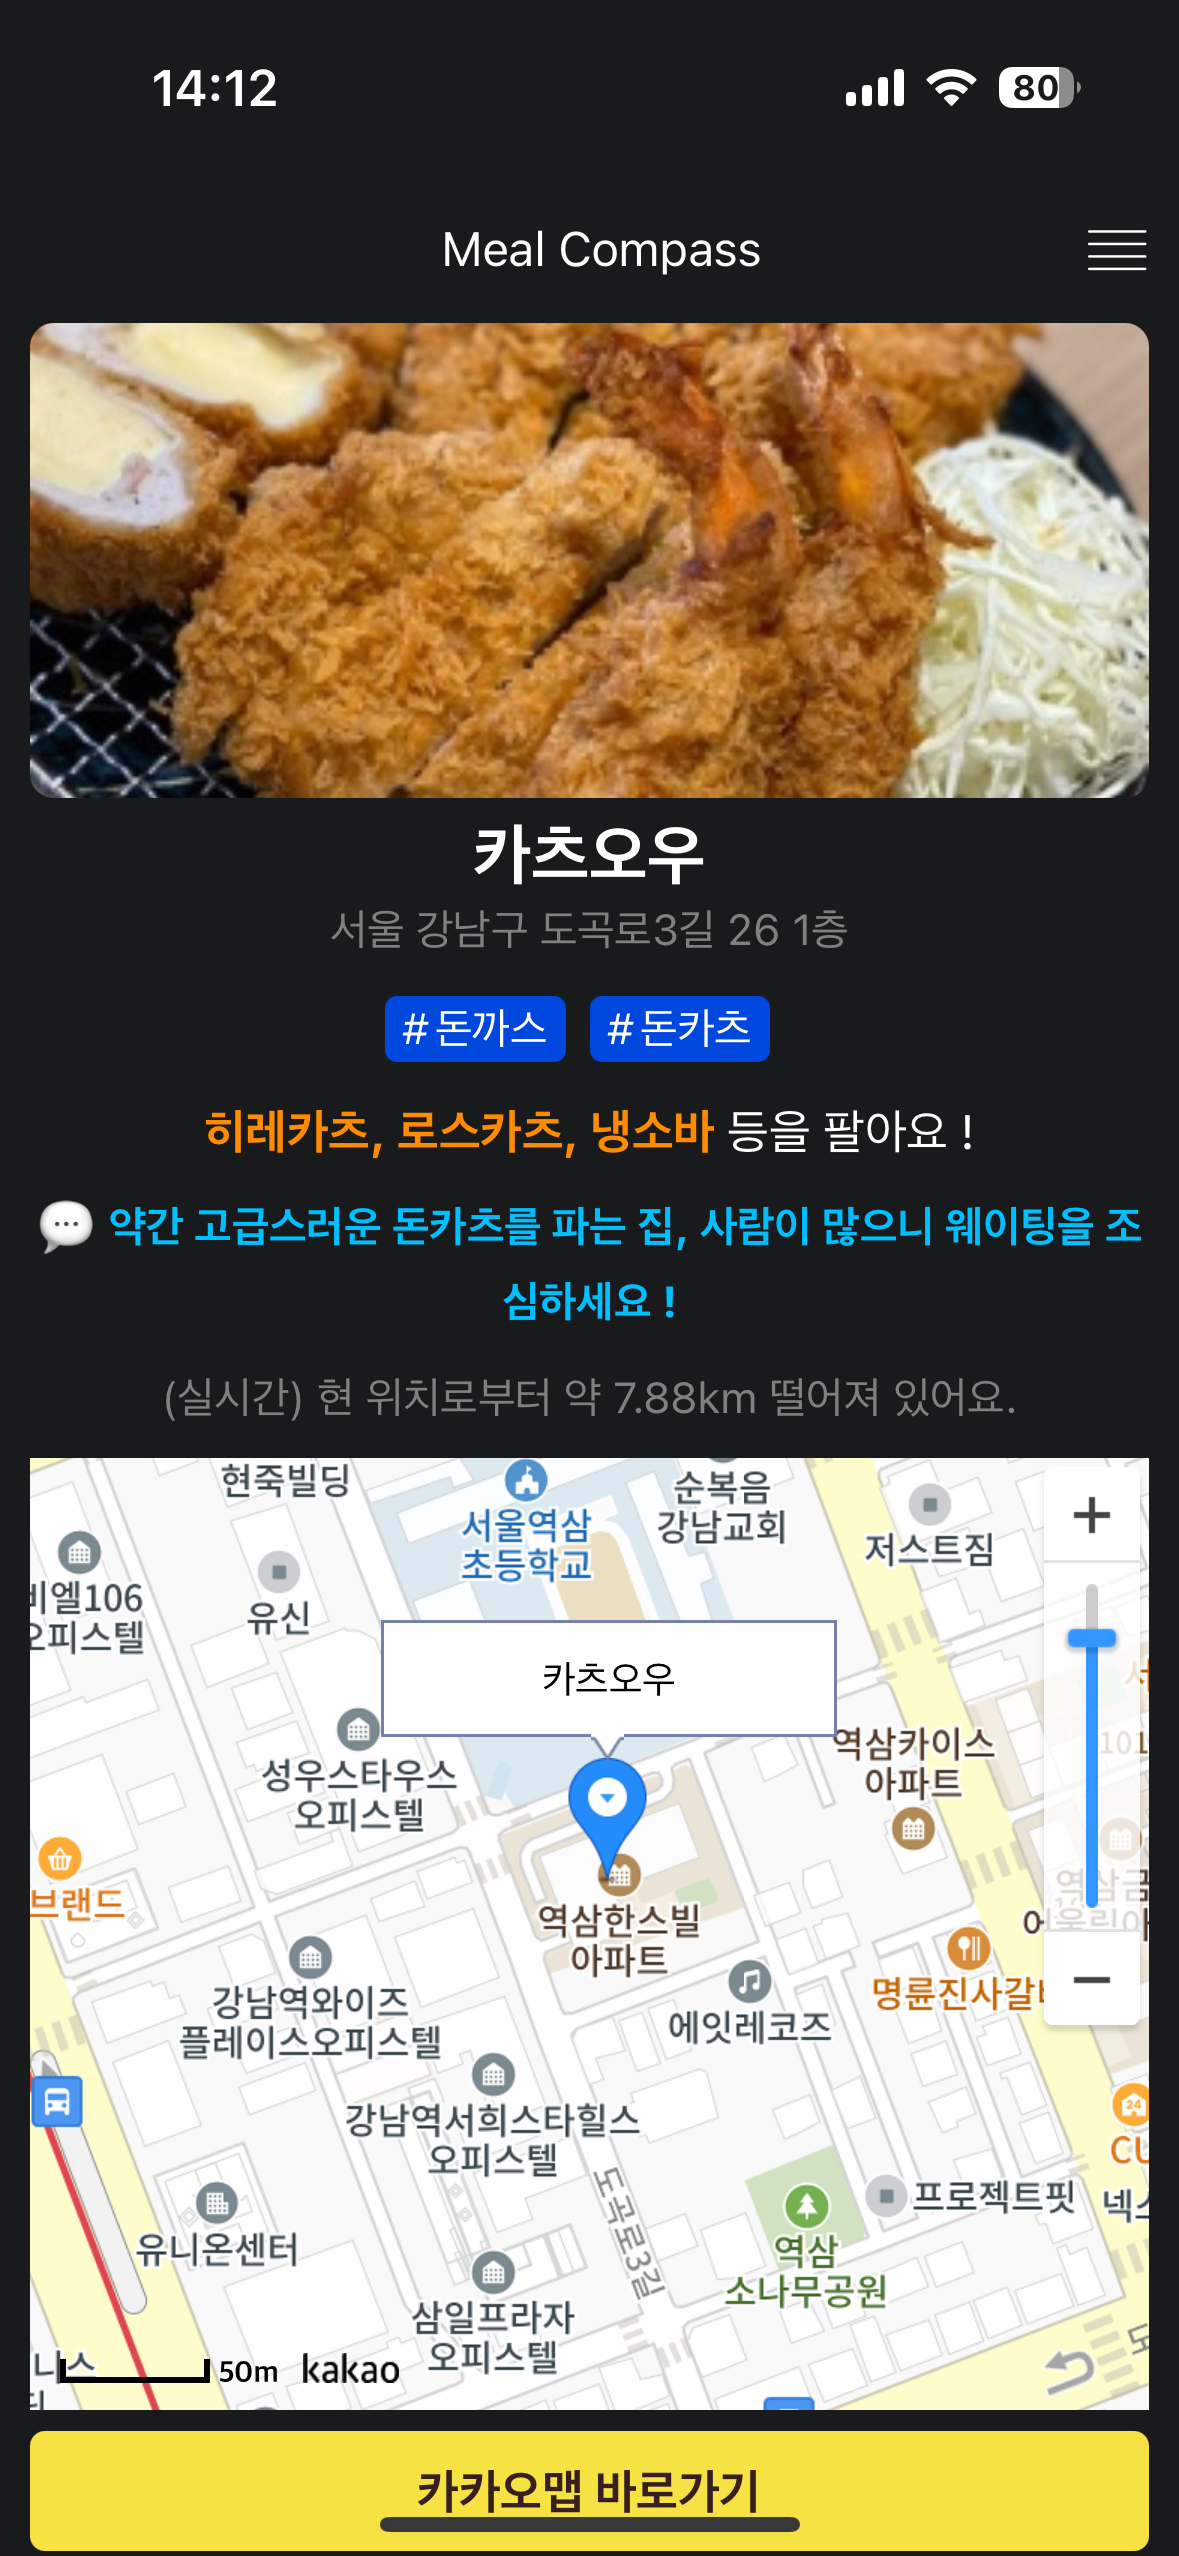 14:12
80
Meal Compass
카츠오우
서울 강남구 도곡로3길 26 1층
# 돈까스 # 돈카츠
히레카츠, 로스카츠, 냉소바 등을 팔아요 !
💬 약간 고급스러운 돈카츠를 파는 집, 사람이 많으니 웨이팅을 조
심하세요 !
(실시간) 현 위치로부터 약 7.88km 떨어져 있어요.
현죽빌딩
서울역삼
초등학교
순복음
강남교회
저스트짐
비엘106
오피스텔
유신
카츠오우
성우스타우스
오피스텔
역삼카이스
아파트
브랜드
역삼한스빌
아파트
강남역와이즈
플레이스오피스텔
에잇레코즈
명륜진사갈
강남역서희스타힐스
오피스텔
24
CU
프로젝트핏
도곡로3길
유니온센터
역삼
소나무공원
삼일프라자
오피스텔
50m kakao
카카오맵 바로가기